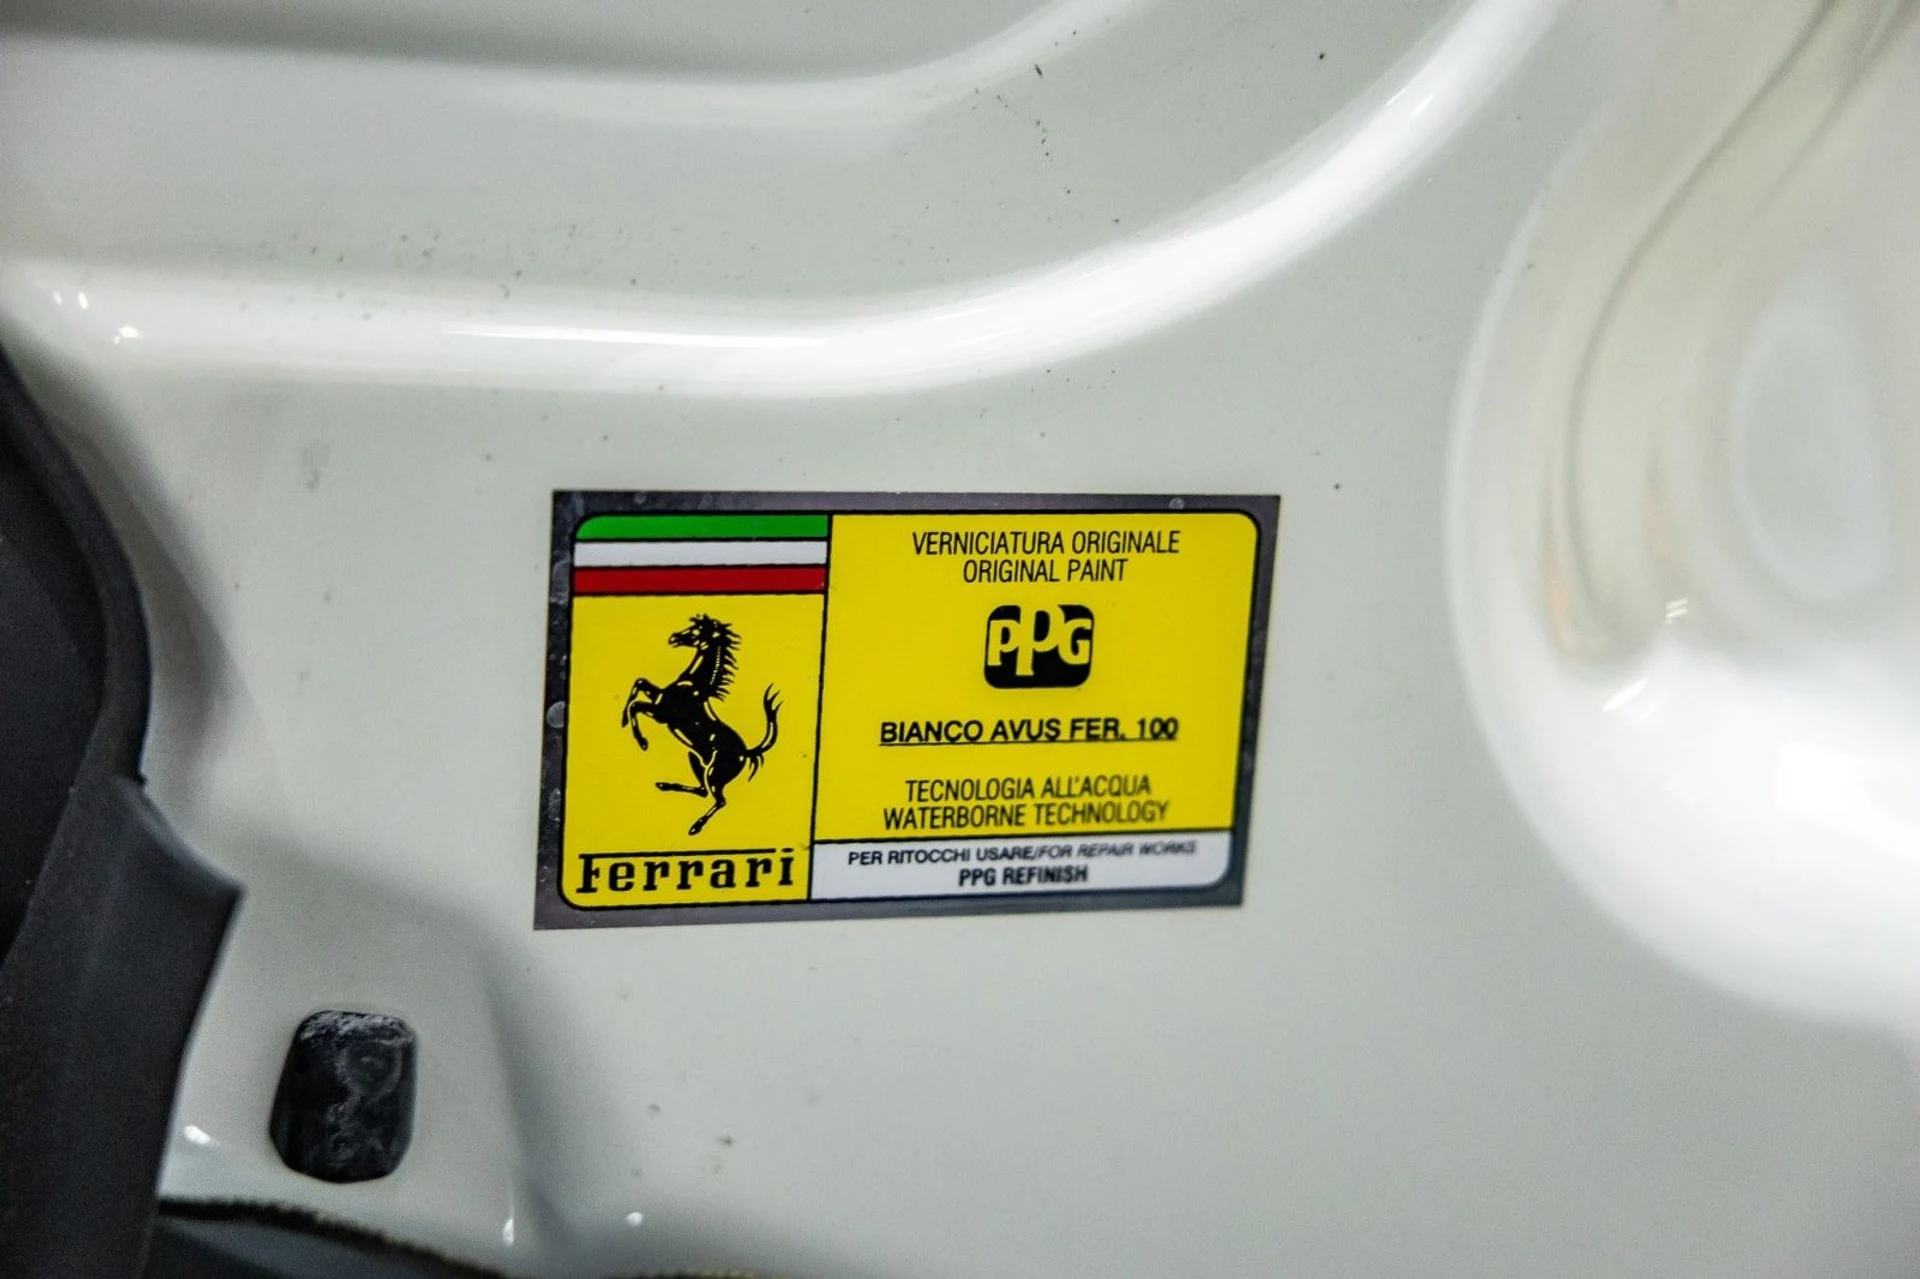 VERNICIATURA ORIGINALE
ORIGINAL PAINT
PPG
BIANCO AVUS FER. 100
TECNOLOGIA ALL'ACQUA
WATERBORNE TECHNOLOGY
PER RITOCCHI USARE/FOR REPAIR WORKS
PPG REFINISH
Ferrari